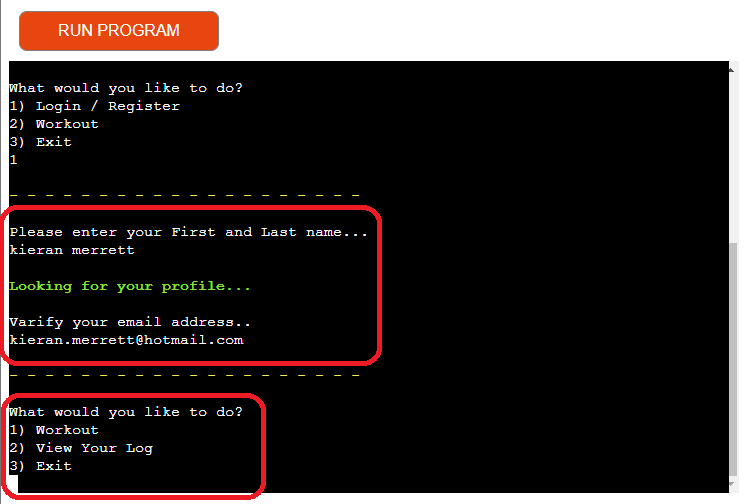 RUN PROGRAM
What would you like to do?
1) Login / Register
2) Workout
3) Exit
1
- - - - - - - - - - - - - - - - - - - -
Please enter your First and Last name...
kieran merrett
Looking for your profile...
Varify your email address..
kieran.merrett@hotmail.com
- - - - - - - - - - - - - - - - - - - -
What would you like to do?
1) Workout
2) View Your Log
3) Exit